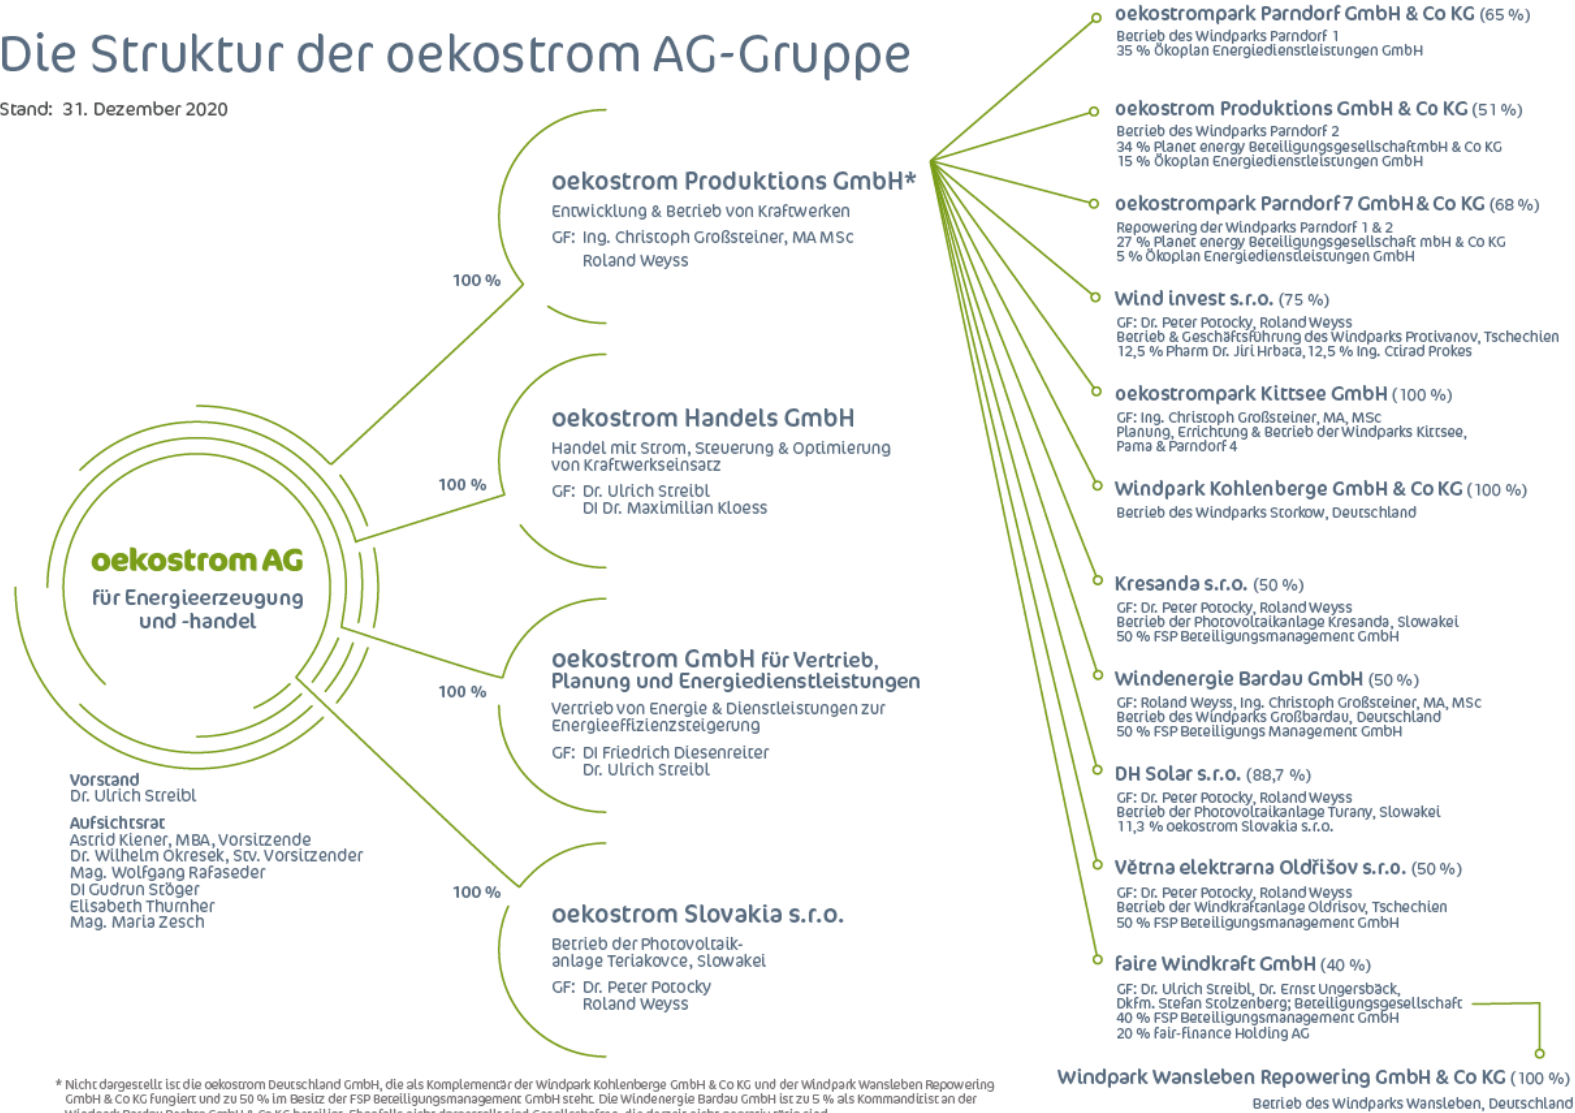 Die Struktur der oekostrom AG-Gruppe
Stand: 31. Dezember 2020
oekostrom AG
für Energieerzeugung
und -handel
Vorstand
Dr. Ulrich Streibl
Aufsichtsrat
Astrid Kiener, MBA, Vorsitzende
Dr. Wilhelm Okresek, Stv. Vorsitzender
Mag. Wolfgang Rafaseder
DI Gudrun Stöger
Elisabeth Thurnher
Mag. Maria Zesch
100 %
oekostrom Produktions GmbH*
Entwicklung & Betrieb von Kraftwerken
GF: Ing. Christoph Großsteiner, MA MSc
Roland Weyss
100 %
oekostrom Handels GmbH
Handel mit Strom, Steuerung & Optimierung
von Kraftwerkseinsatz
GF: Dr. Ulrich Streibl
DI Dr. Maximilian Kloess
100 %
oekostrom GmbH für Vertrieb,
Planung und Energiedienstleistungen
Vertrieb von Energie & Dienstleistungen zur
Energieeffizienzsteigerung
GF: DI Friedrich Diesenreiter
Dr. Ulrich Streibl
100 %
oekostrom Slovakia s.r.o.
Betrieb der Photovoltaik-
anlage Teriakovce, Slowakei
GF: Dr. Peter Potocky
Roland Weyss
oekostrompark Parndorf GmbH & Co KG (65 %)
Betrieb des Windparks Parndorf 1
35 % Ökoplan Energiedienstleistungen GmbH
oekostrom Produktions GmbH & Co KG (51 %)
Betrieb des Windparks Parndorf 2
34 % Planet energy BeteiligungsgesellschaftmbH & Co KG
15 % Ökoplan Energiedienstleistungen GmbH
oekostrompark Parndorf 7 GmbH & Co KG (68 %)
Repowering der Windparks Parndorf 1 & 2
27 % Planet energy Beteiligungsgesellschaft mbH & Co KG
5 % Ökoplan Energiedienstleistungen GmbH
Wind invest s.r.o. (75 %)
GF: Dr. Peter Potocky, Roland Weyss
Betrieb & Geschäftsführung des Windparks Protivanov, Tschechien
12,5 % Pharm Dr. Jiri Hrbata, 12,5 % Ing. Ctirad Prokes
oekostrompark Kittsee GmbH (100 %)
GF: Ing. Christoph Großsteiner, MA, MSc
Planung, Errichtung & Betrieb der Windparks Kittsee,
Pama & Parndorf 4
Windpark Kohlenberge GmbH & Co KG (100 %)
Betrieb des Windparks Storkow, Deutschland
Kresanda s.r.o. (50 %)
GF: Dr. Peter Potocky, Roland Weyss
Betrieb der Photovoltaikanlage Kresanda, Slowakei
50 % FSP Beteiligungsmanagement GmbH
Windenergie Bardau GmbH (50 %)
GF: Roland Weyss, Ing. Christoph Großsteiner, MA, MSc
Betrieb des Windparks Großbardau, Deutschland
50 % FSP Beteiligungs Management GmbH
DH Solar s.r.o. (88,7 %)
GF: Dr. Peter Potocky, Roland Weyss
Betrieb der Photovoltaikanlage Turany, Slowakei
11,3 % oekostrom Slovakia s.r.o.
Větrna elektrarna Oldřišov s.r.o. (50 %)
GF: Dr. Peter Potocky, Roland Weyss
Betrieb der Windkraftanlage Oldrisov, Tschechien
50 % FSP Beteiligungsmanagement GmbH
faire Windkraft GmbH (40 %)
GF: Dr. Ulrich Streibl, Dr. Ernst Ungersbäck,
Dkfm. Stefan Stolzenberg; Beteiligungsgesellschaft
40 % FSP Beteiligungsmanagement GmbH
20 % fair-finance Holding AG
Windpark Wansleben Repowering GmbH & Co KG (100 %)
Betrieb des Windparks Wansleben, Deutschland
* Nicht dargestellt ist die oekostrom Deutschland GmbH, die als Komplementär der Windpark Kohlenberge GmbH & Co KG und der Windpark Wansleben Repowering
GmbH & Co KG fungiert und zu 50 % im Besitz der FSP Beteiligungsmanagement GmbH steht. Die Windenergie Bardau GmbH ist zu 5 % als Kommanditist an der